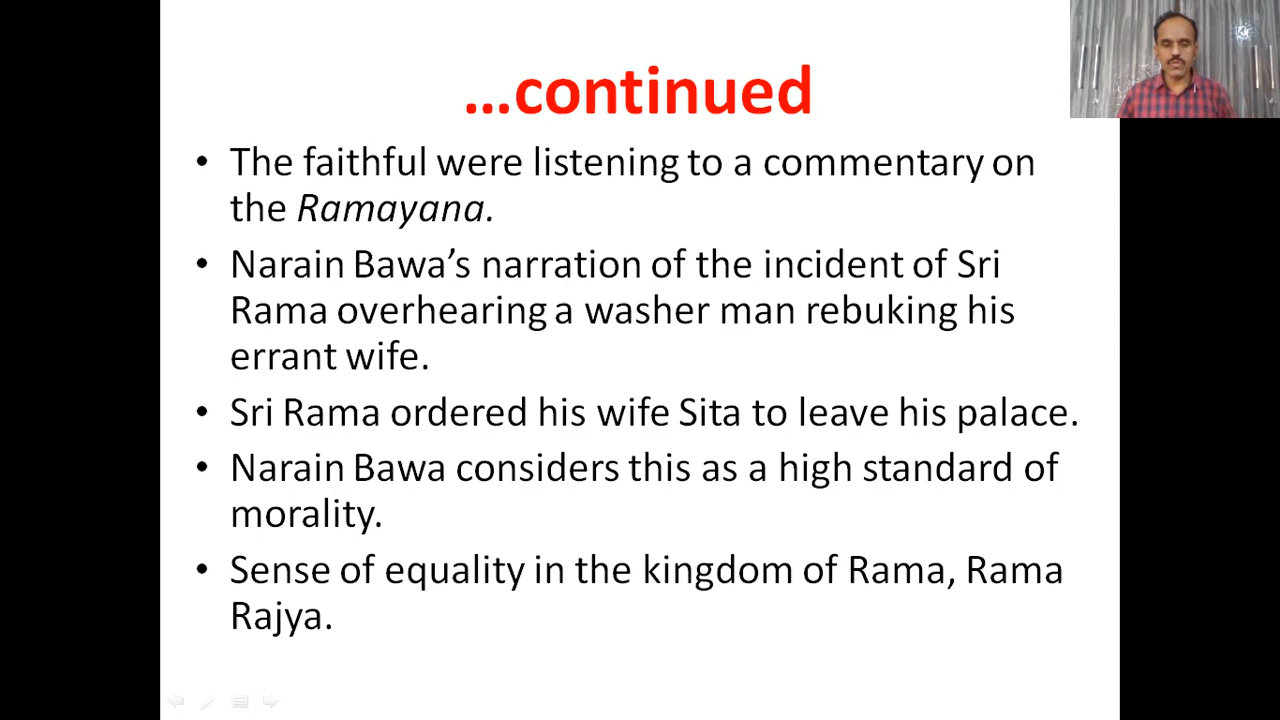 ...continued
• The faithful were listening to a commentary on
the Ramayana.
• Narain Bawa’s narration of the incident of Sri
Rama overhearing a washer man rebuking his
errant wife.
• Sri Rama ordered his wife Sita to leave his palace.
• Narain Bawa considers this as a high standard of
morality.
• Sense of equality in the kingdom of Rama, Rama
Rajya.